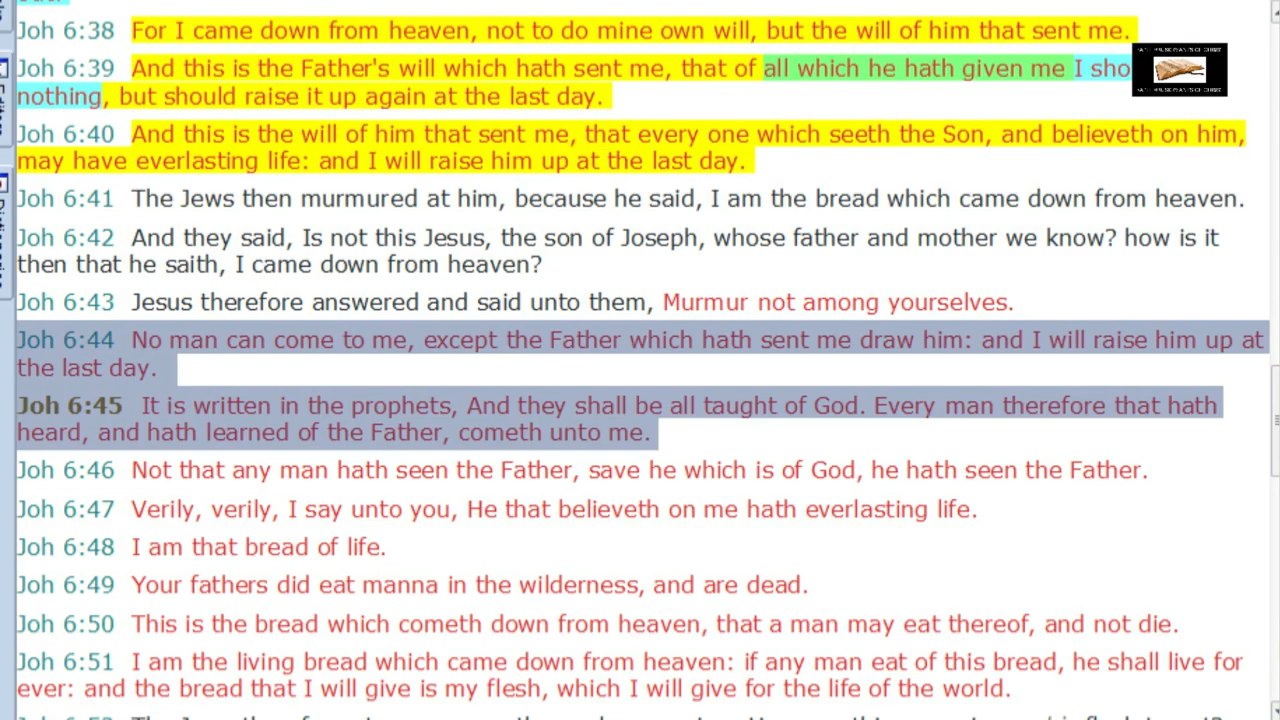 Joh 6:38 For I came down from heaven, not to do mine own will, but the will of him that sent me.
Joh 6:39 And this is the Father's will which hath sent me, that of all which he hath given me I sho
nothing, but should raise it up again at the last day.
Joh 6:40 And this is the will of him that sent me, that every one which seeth the Son, and believeth on him,
may have everlasting life: and I will raise him up at the last day.
Joh 6:41 The Jews then murmured at him, because he said, I am the bread which came down from heaven.
Joh 6:42 And they said, Is not this Jesus, the son of Joseph, whose father and mother we know? how is it
then that he saith, I came down from heaven?
Joh 6:43 Jesus therefore answered and said unto them, Murmur not among yourselves.
Joh 6:44 No man can come to me, except the Father which hath sent me draw him: and I will raise him up at
the last day.
Joh 6:45 It is written in the prophets, And they shall be all taught of God. Every man therefore that hath
heard, and hath learned of the Father, cometh unto me.
Joh 6:46 Not that any man hath seen the Father, save he which is of God, he hath seen the Father.
Joh 6:47 Verily, verily, I say unto you, He that believeth on me hath everlasting life.
Joh 6:48 I am that bread of life.
Joh 6:49 Your fathers did eat manna in the wilderness, and are dead.
Joh 6:50 This is the bread which cometh down from heaven, that a man may eat thereof, and not die.
Joh 6:51 I am the living bread which came down from heaven: if any man eat of this bread, he shall live for
ever: and the bread that I will give is my flesh, which I will give for the life of the world.